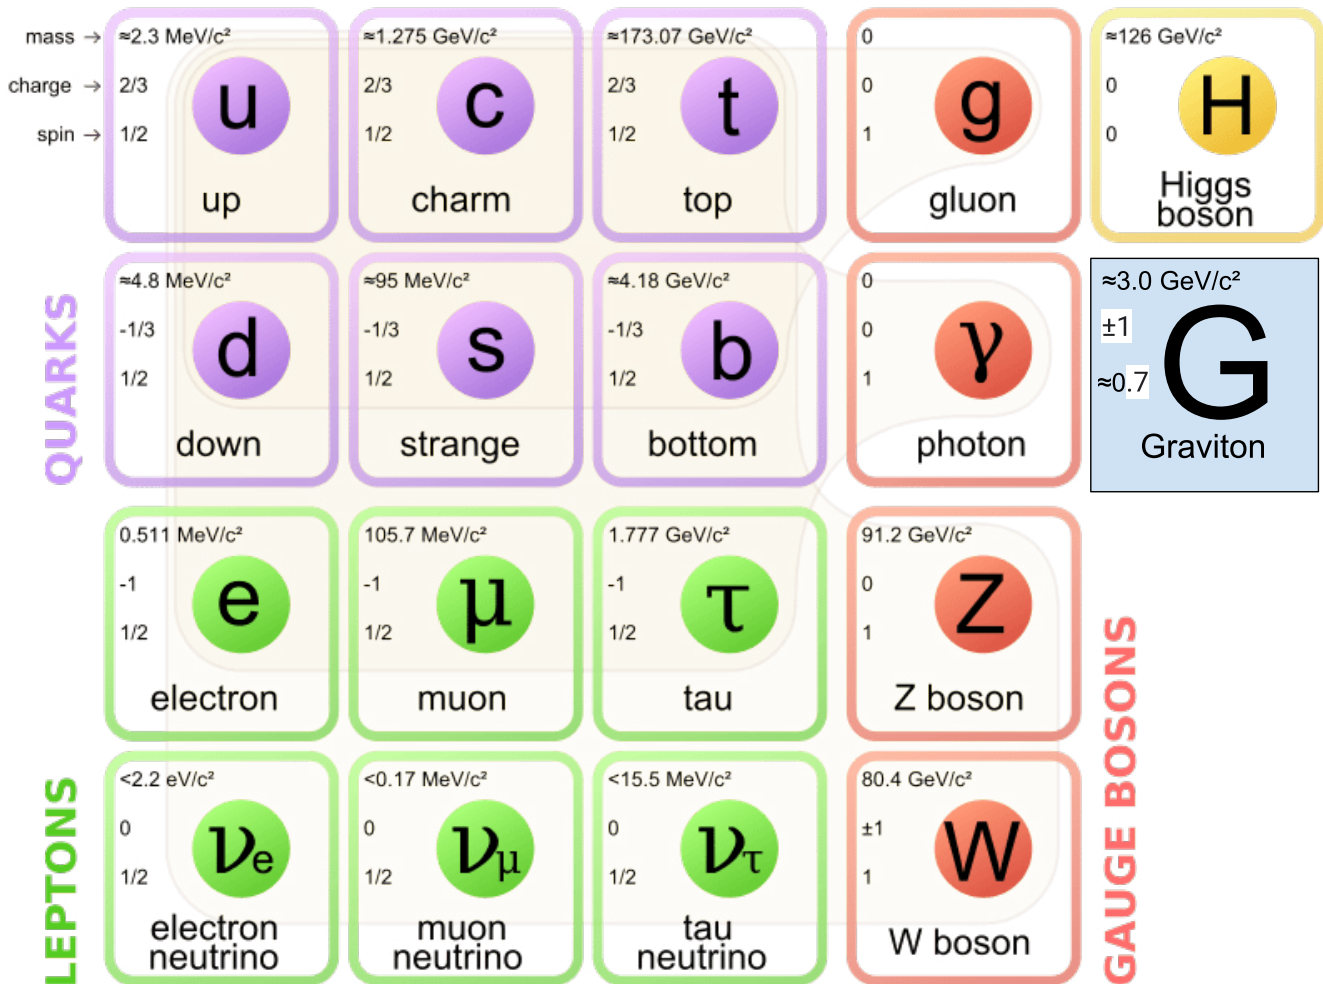 mass → ≈2.3 MeV/c² ≈1.275 GeV/c² ≈173.07 GeV/c² 0 ≈126 GeV/c²
charge → 2/3 2/3 2/3 0 0
spin → 1/2 1/2 1/2 1 0
u c t g H
up charm top gluon Higgs
boson
≈4.8 MeV/c² ≈95 MeV/c² ≈4.18 GeV/c² 0 ≈3.0 GeV/c²
-1/3 -1/3 -1/3 0 ±1
1/2 1/2 1/2 1 ≈0.7
d s b γ G
down strange bottom photon Graviton
QUARKS
0.511 MeV/c² 105.7 MeV/c² 1.777 GeV/c² 91.2 GeV/c²
-1 -1 -1 0
1/2 1/2 1/2 1
e μ τ Z
electron muon tau Z boson
<2.2 eV/c² <0.17 MeV/c² <15.5 MeV/c² 80.4 GeV/c²
0 0 0 ±1
1/2 1/2 1/2 1
νe νμ ντ W
electron muon tau W boson
neutrino neutrino neutrino
LEPTONS
GAUGE BOSONS